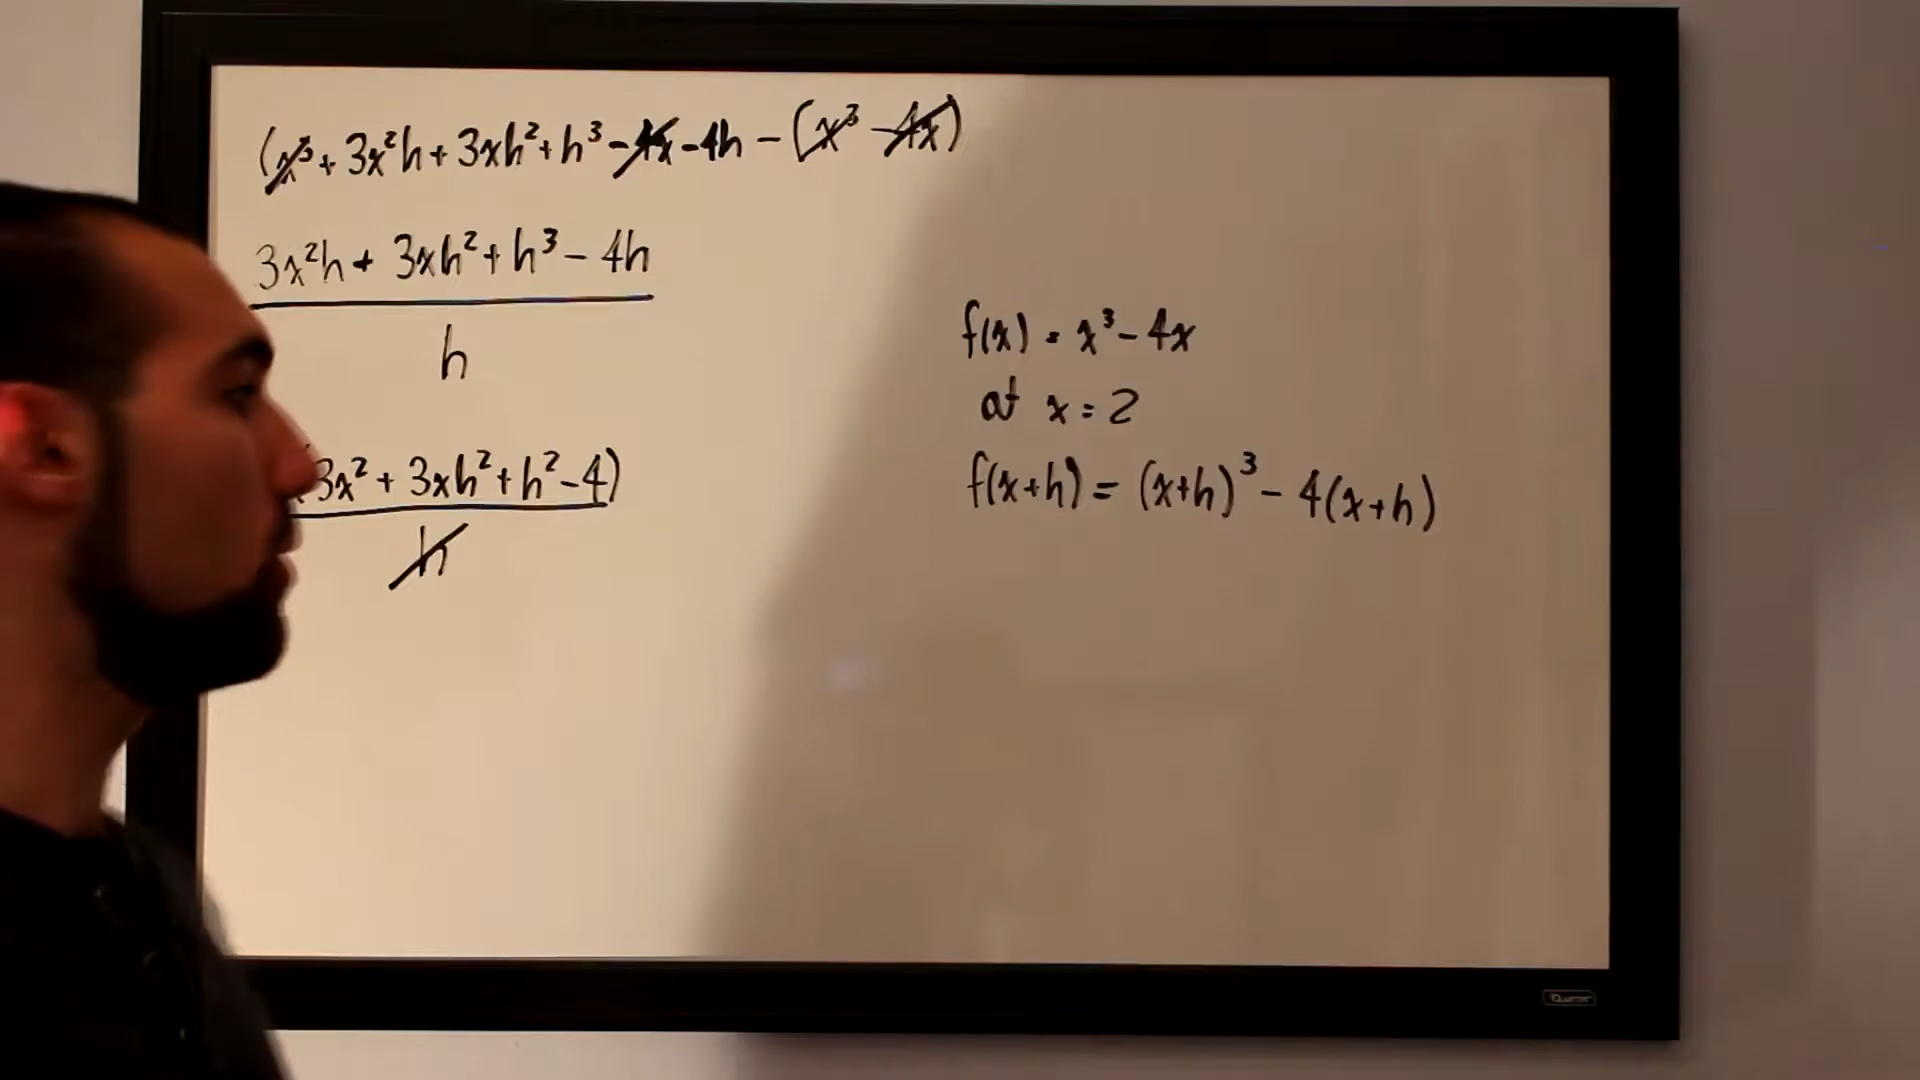 (x³ + 3x²h + 3xh² + h³ - 4x - 4h - (x³ - 4x)
3x²h + 3xh² + h³ - 4h
h
3x² + 3xh² + h² - 4)
h
f(x) = x³ - 4x
at x = 2
f(x+h) = (x+h)³ - 4(x+h)
Quartet